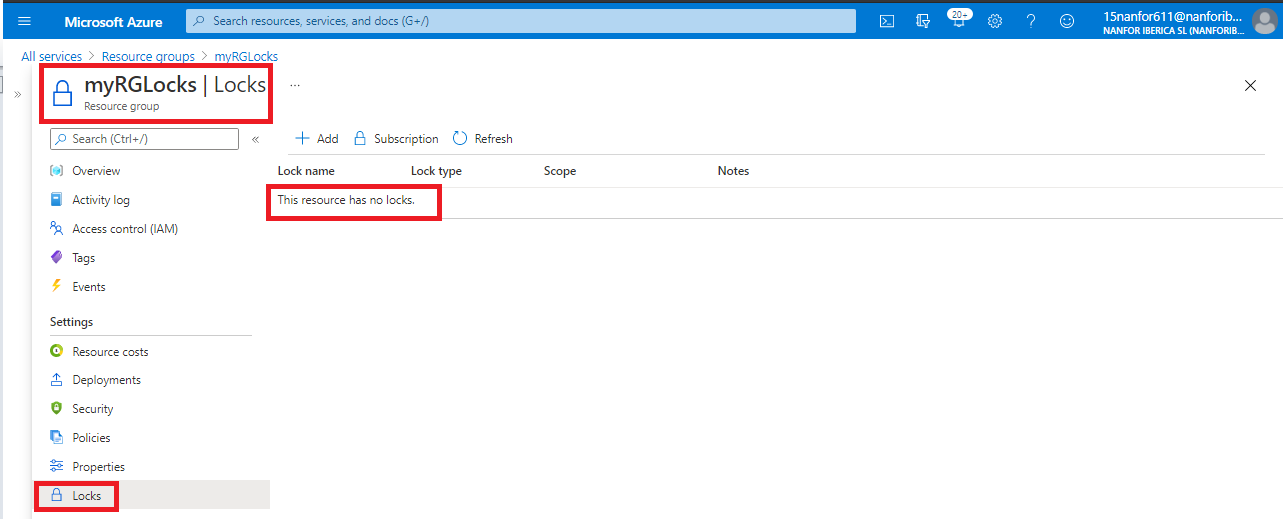 Microsoft Azure
Search resources, services, and docs (G+/)
20+
15nanfor611@nanforib...
NANFOR IBERICA SL (NANFORIB...
All services > Resource groups > myRGLocks
myRGLocks | Locks ...
Resource group
Search (Ctrl+/)
Add Subscription Refresh
Overview
Activity log
Access control (IAM)
Tags
Events
Settings
Resource costs
Deployments
Security
Policies
Properties
Locks
Lock name Lock type Scope Notes
This resource has no locks.